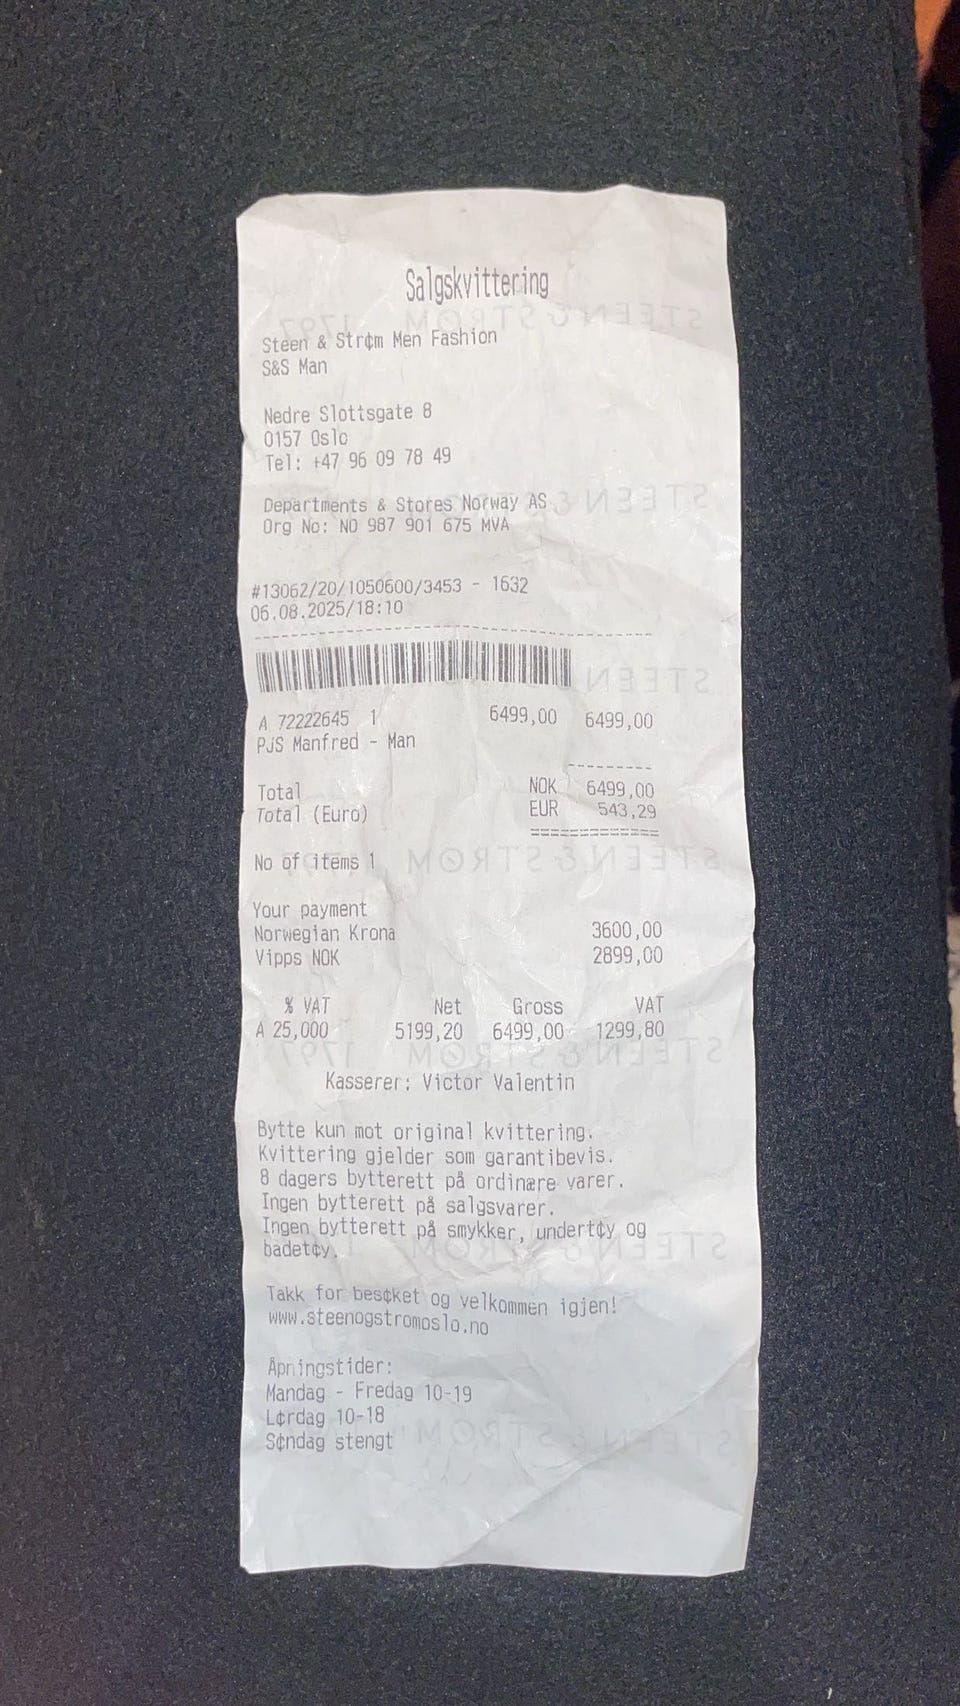 Salgskvittering
Steen & Str¢m Men Fashion
S&S Man
Nedre Slottsgate 8
0157 Oslo
Tel: +47 96 09 78 49
Departments & Stores Norway AS
Org No: NO 987 901 675 MVA
#13062/20/1050600/3453 - 1632
06.08.2025/18:10
A 72222645 1 6499,00 6499,00
PJS Manfred - Man
Total NOK 6499,00
Total (Euro) EUR 543,29
No of items 1
Your payment
Norwegian Krona 3600,00
Vipps NOK 2899,00
% VAT Net Gross VAT
A 25,000 5199,20 6499,00 1299,80
Kasserer: Victor Valentin
Bytte kun mot original kvittering.
Kvittering gjelder som garantibevis.
8 dagers bytterett på ordinære varer.
Ingen bytterett på salgsvarer.
Ingen bytterett på smykker, undert¢y og
badet¢y.
Takk for bes¢ket og velkommen igjen!
www.steenogstromoslo.no
Åpningstider:
Mandag - Fredag 10-19
L¢rdag 10-18
S¢ndag stengt